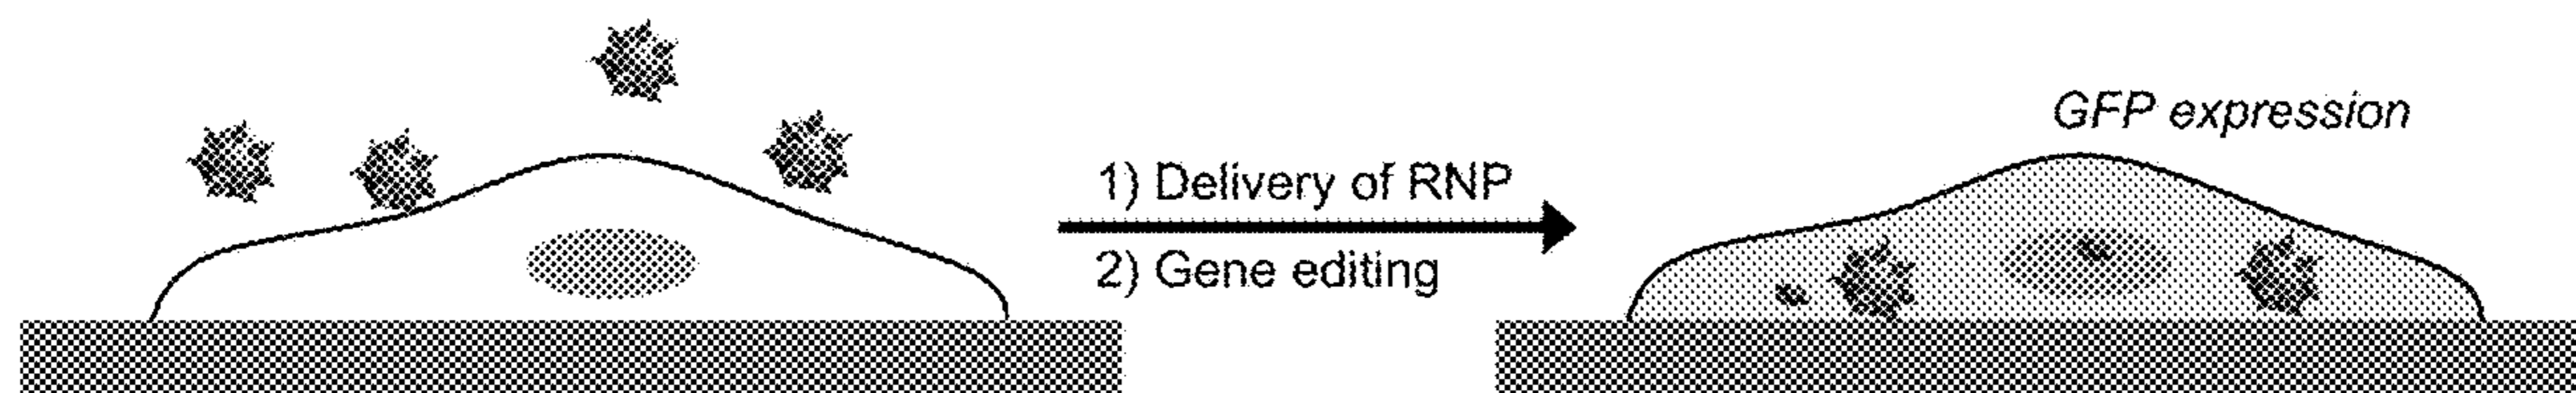 1) Delivery of RNP
2) Gene editing
GFP expression